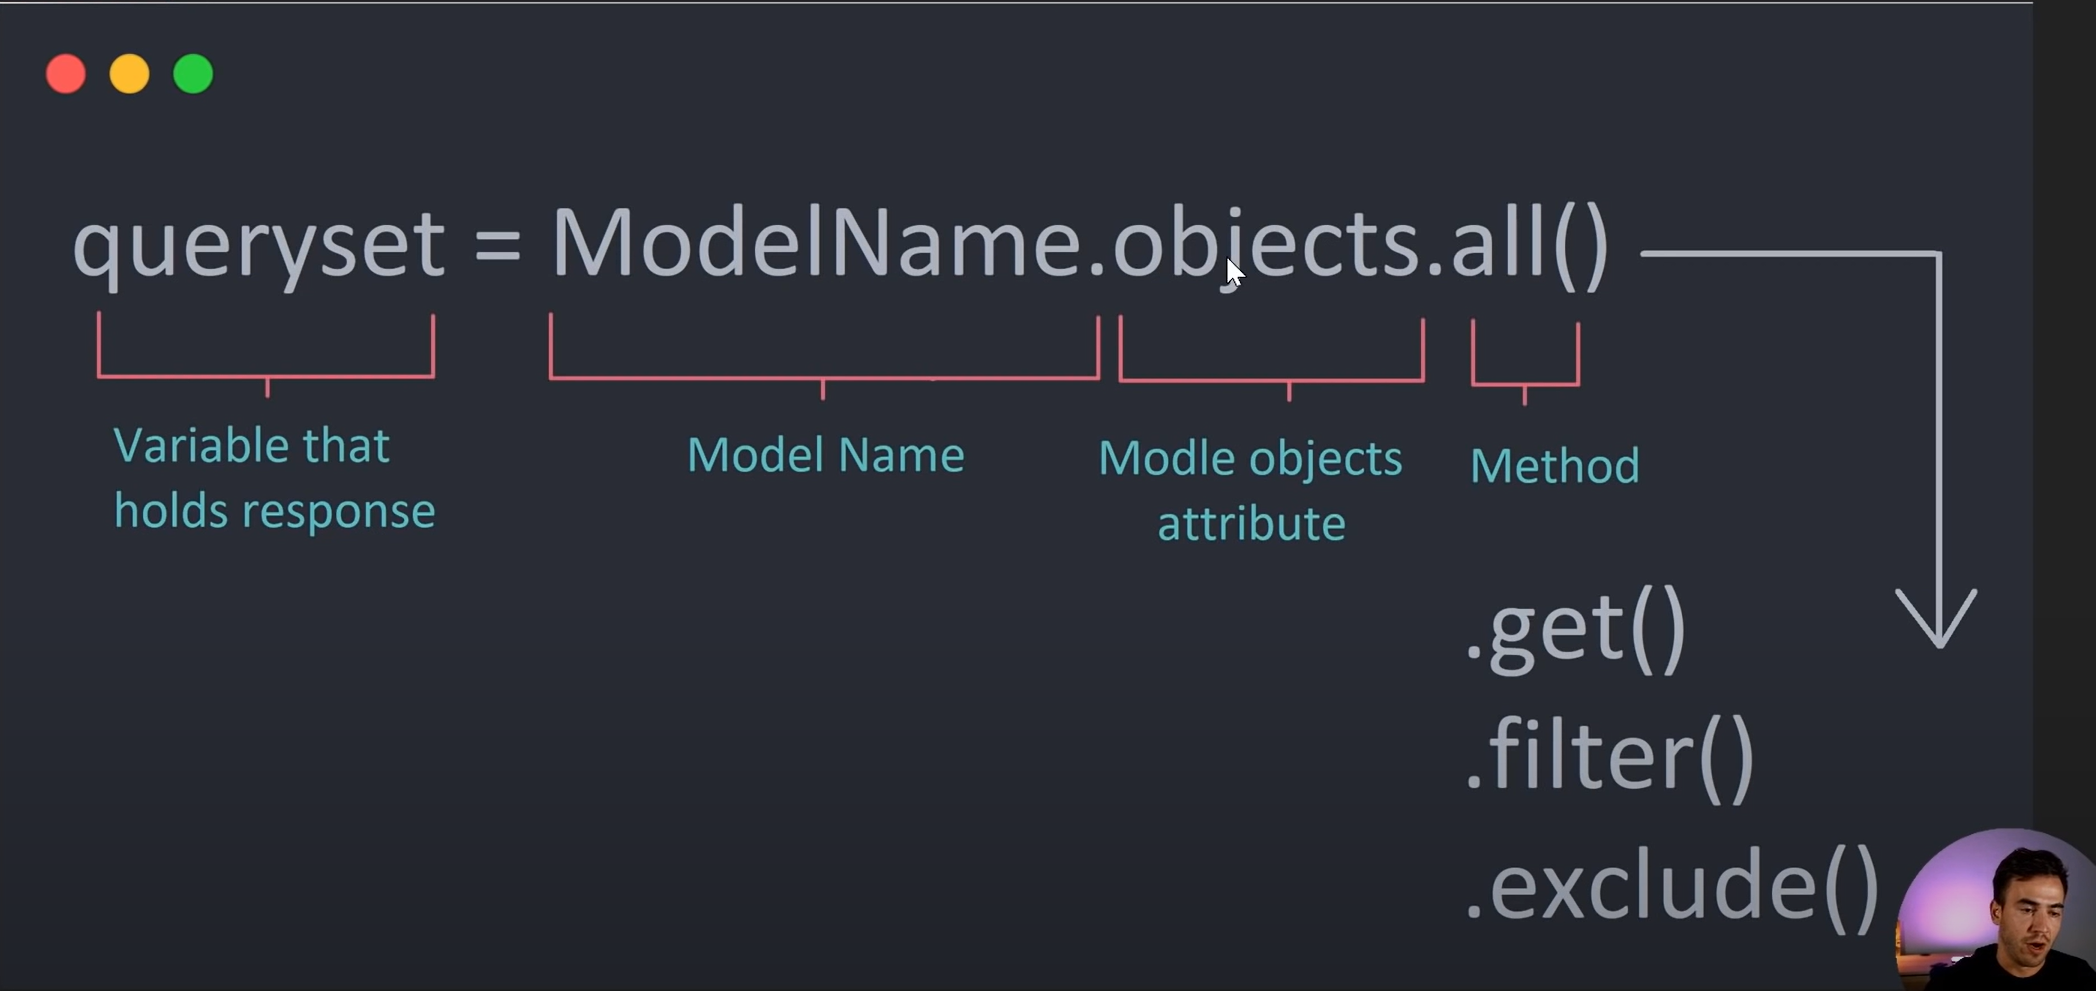 queryset = ModelName.objects.all()
Variable that
holds response
Model Name
Modle objects
attribute
Method
.get()
.filter()
.exclude()